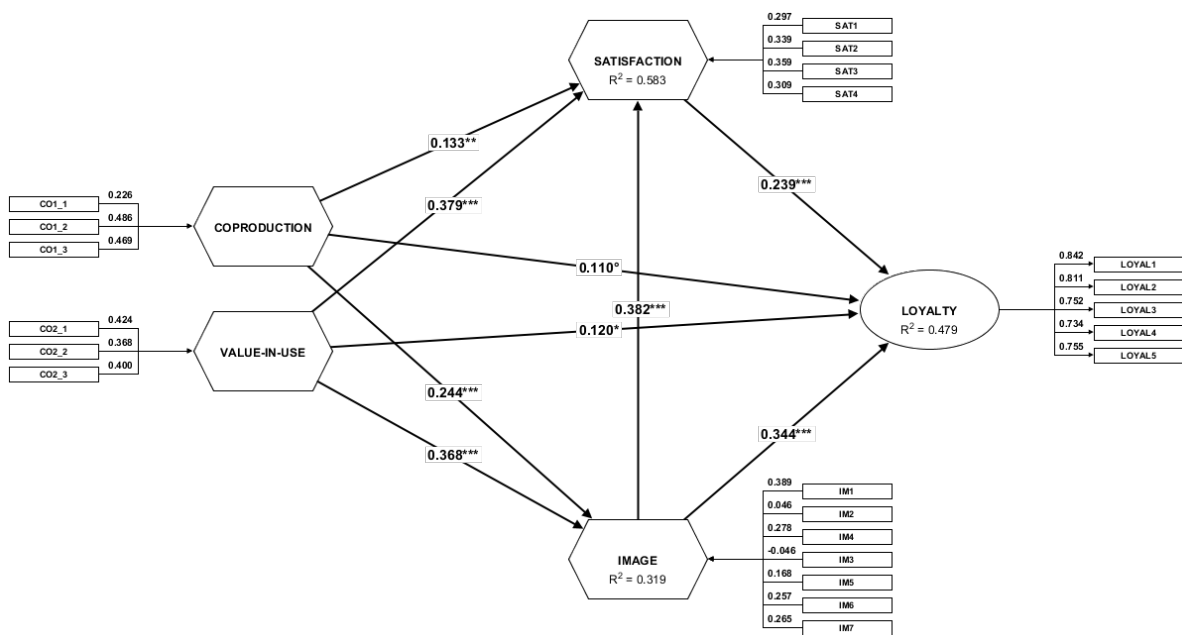 0.297
SAT1
0.339
SAT2
SATISFACTION
R² = 0.583
0.359
SAT3
0.309
SAT4
0.133**
0.226
CO1_1
0.486
CO1_2
0.469
CO1_3
COPRODUCTION
0.379***
0.239***
0.110°
0.382***
0.842
LOYAL1
0.811
LOYAL2
0.752
LOYAL3
0.734
LOYAL4
0.755
LOYAL5
LOYALTY
R² = 0.479
0.424
CO2_1
0.368
CO2_2
0.400
CO2_3
VALUE-IN-USE
0.120*
0.244***
0.368***
0.344***
0.389
IM1
0.046
IM2
0.278
IM4
-0.046
IM3
IMAGE
R² = 0.319
0.168
IM5
0.257
IM6
0.265
IM7